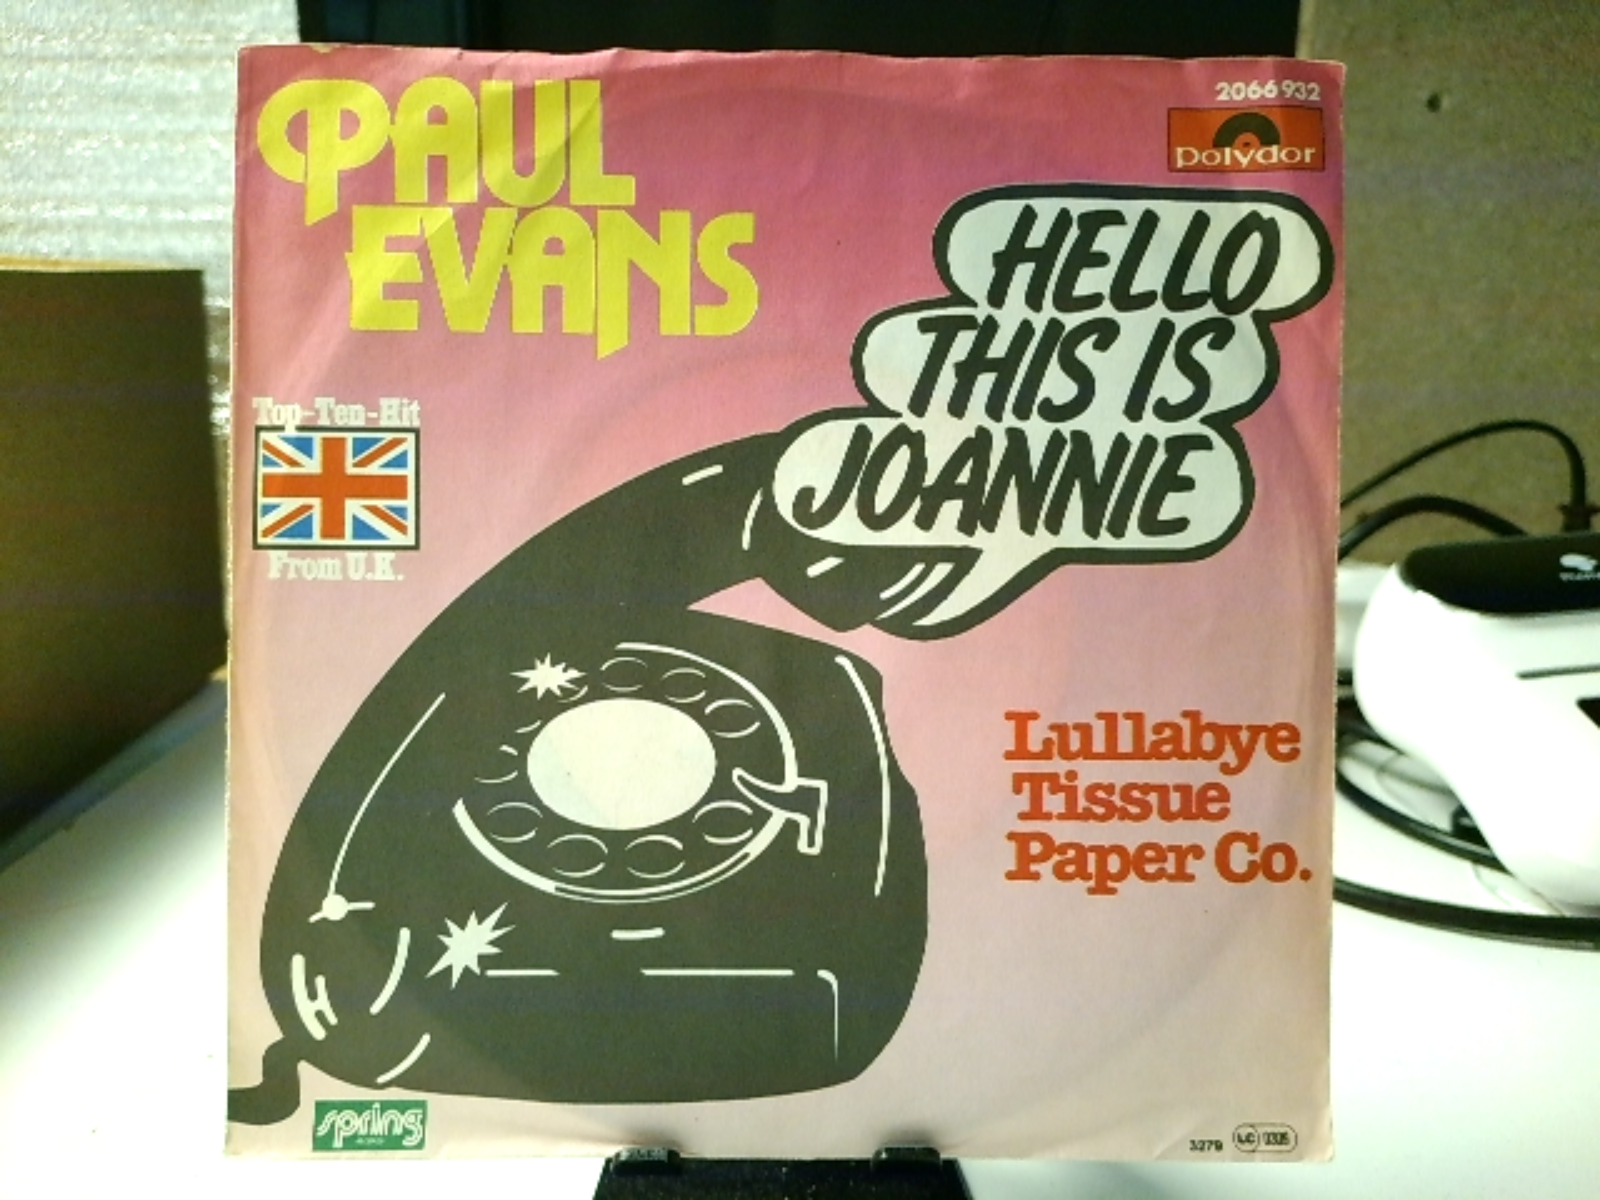 PAUL
EVANS
2066 932
polydor
HELLO
THIS IS
JOANNIE
Top-Ten-Hit
From U.K.
Lullabye
Tissue
Paper Co.
spring
3279 LC